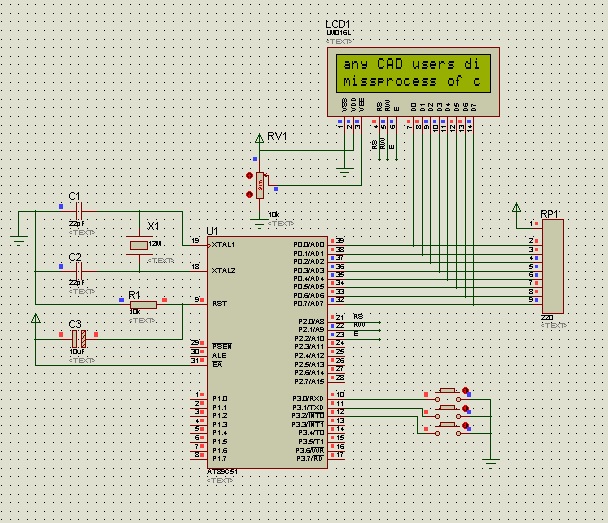 LCD1
LM016L
<TEXT>
any CAD users di
missprocess of c
VSS
VDD
VEE
RS
RW
E
D0
D1
D2
D3
D4
D5
D6
D7
1
2
3
4
5
6
7
8
9
10
11
12
13
14
RS
RW
E
RV1
10k
<TEXT>
C1
22pF
<TEXT>
X1
12M
<TEXT>
C2
22pF
<TEXT>
R1
10k
<TEXT>
C3
10uF
<TEXT>
U1
19 XTAL1
18 XTAL2
9 RST
29 PSEN
30 ALE
31 EA
1 P1.0
2 P1.1
3 P1.2
4 P1.3
5 P1.4
6 P1.5
7 P1.6
8 P1.7
P0.0/AD0 39
P0.1/AD1 38
P0.2/AD2 37
P0.3/AD3 36
P0.4/AD4 35
P0.5/AD5 34
P0.6/AD6 33
P0.7/AD7 32
P2.0/A8 21 RS
P2.1/A9 22 RW
P2.2/A10 23 E
P2.3/A11 24
P2.4/A12 25
P2.5/A13 26
P2.6/A14 27
P2.7/A15 28
P3.0/RXD 10
P3.1/TXD 11
P3.2/INT0 12
P3.3/INT1 13
P3.4/T0 14
P3.5/T1 15
P3.6/WR 16
P3.7/RD 17
AT89C51
<TEXT>
RP1
1
2
3
4
5
6
7
8
9
220
<TEXT>